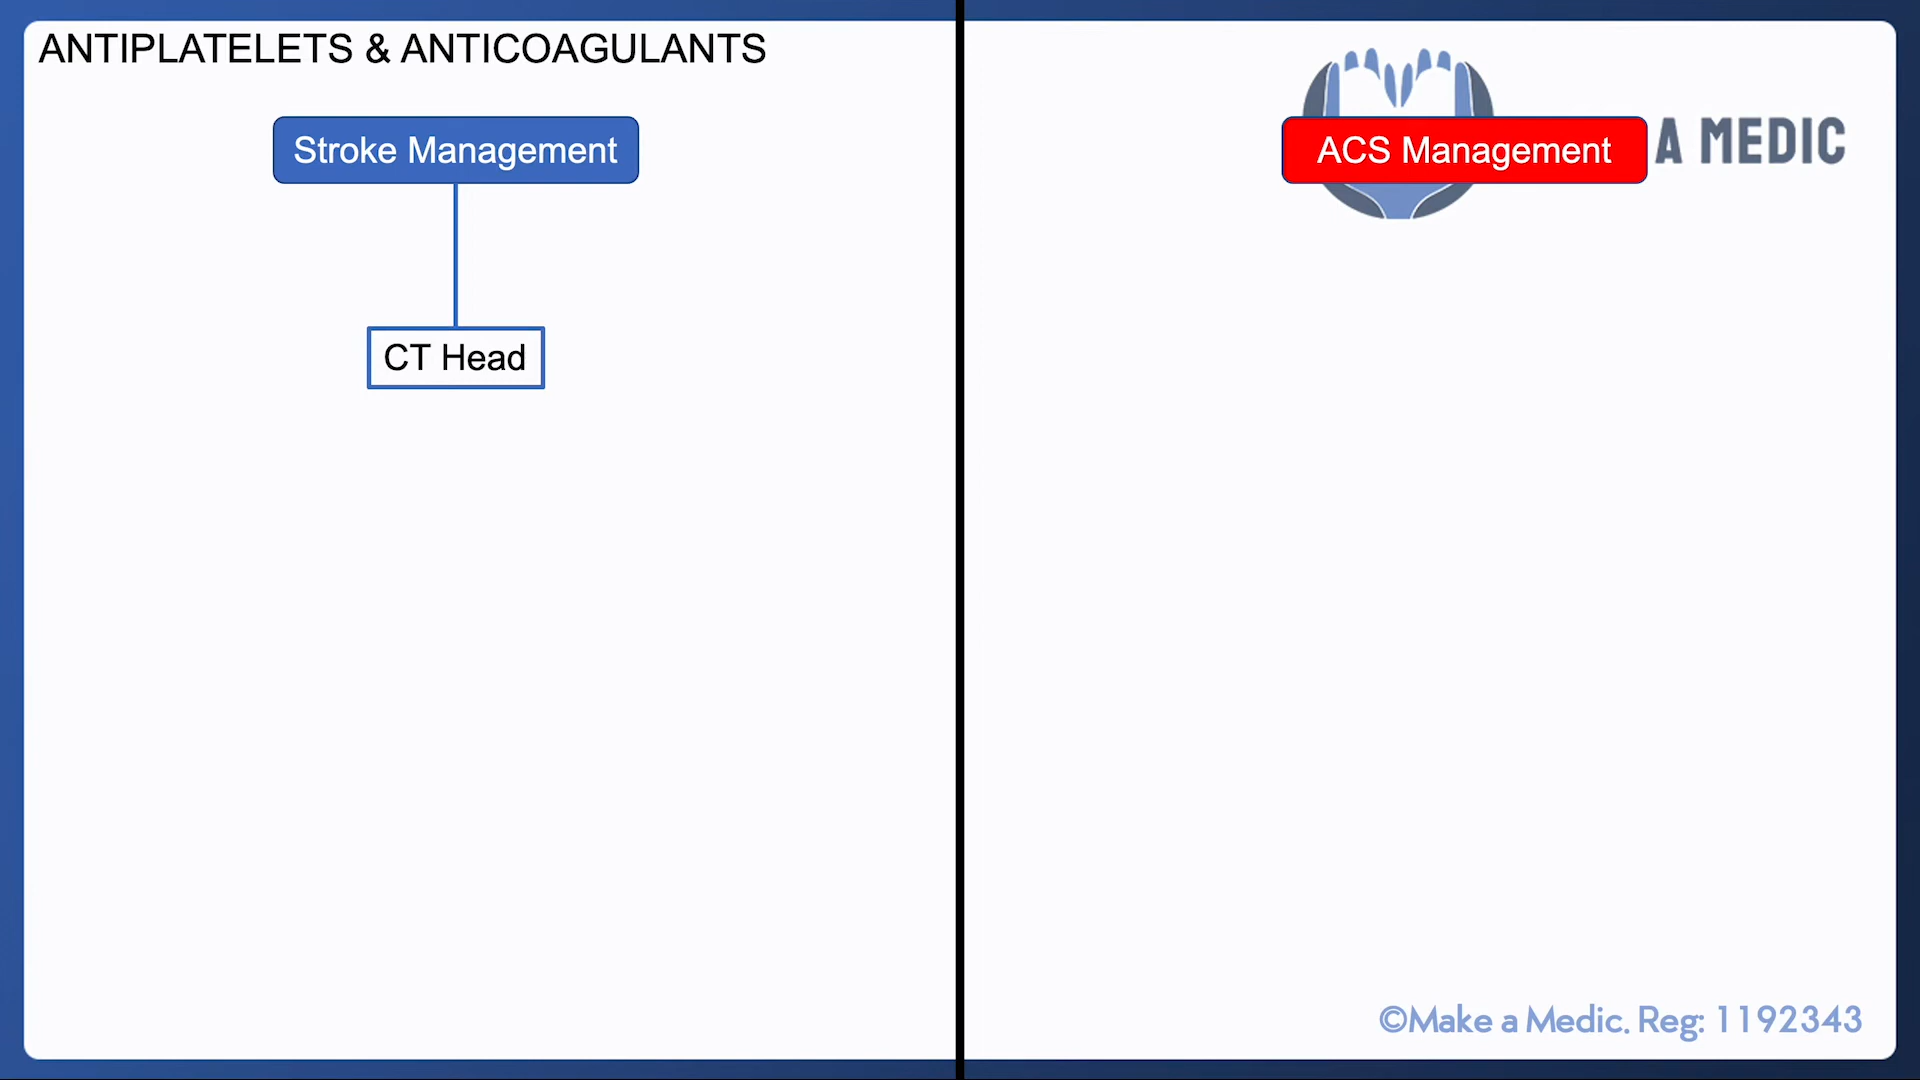 ANTIPLATELETS & ANTICOAGULANTS
Stroke Management
CT Head
ACS Management
A MEDIC
©Make a Medic. Reg: 1192343